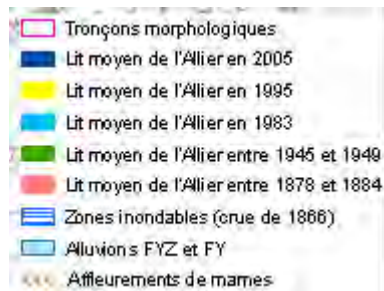 Tronçons morphologiques
Lit moyen de l'Allier en 2005
Lit moyen de l'Allier en 1995
Lit moyen de l'Allier en 1983
Lit moyen de l'Allier entre 1945 et 1949
Lit moyen de l'Allier entre 1878 et 1884
Zones inondables (crue de 1866)
Alluvions FYZ et FY
Affleurements de marnes